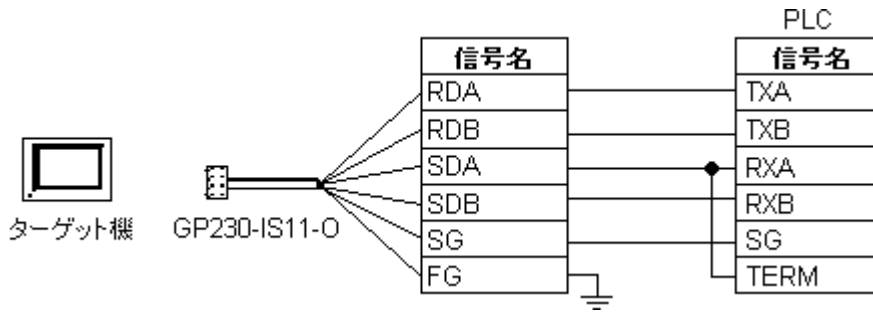 PLC
信号名
信号名
RDA
TXA
RDB
TXB
SDA
RXA
SDB
RXB
SG
SG
FG
TERM
ターゲット機
GP230-IS11-O